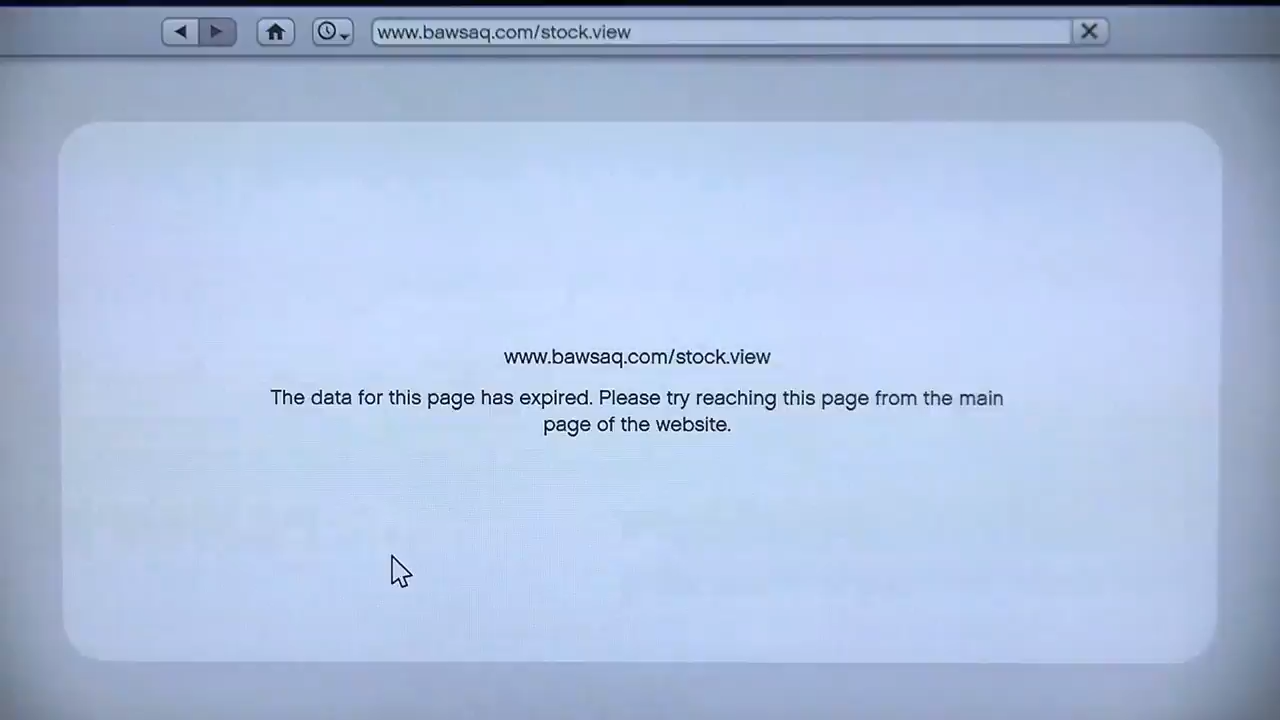 www.bawsaq.com/stock.view
www.bawsaq.com/stock.view
The data for this page has expired. Please try reaching this page from the main
page of the website.